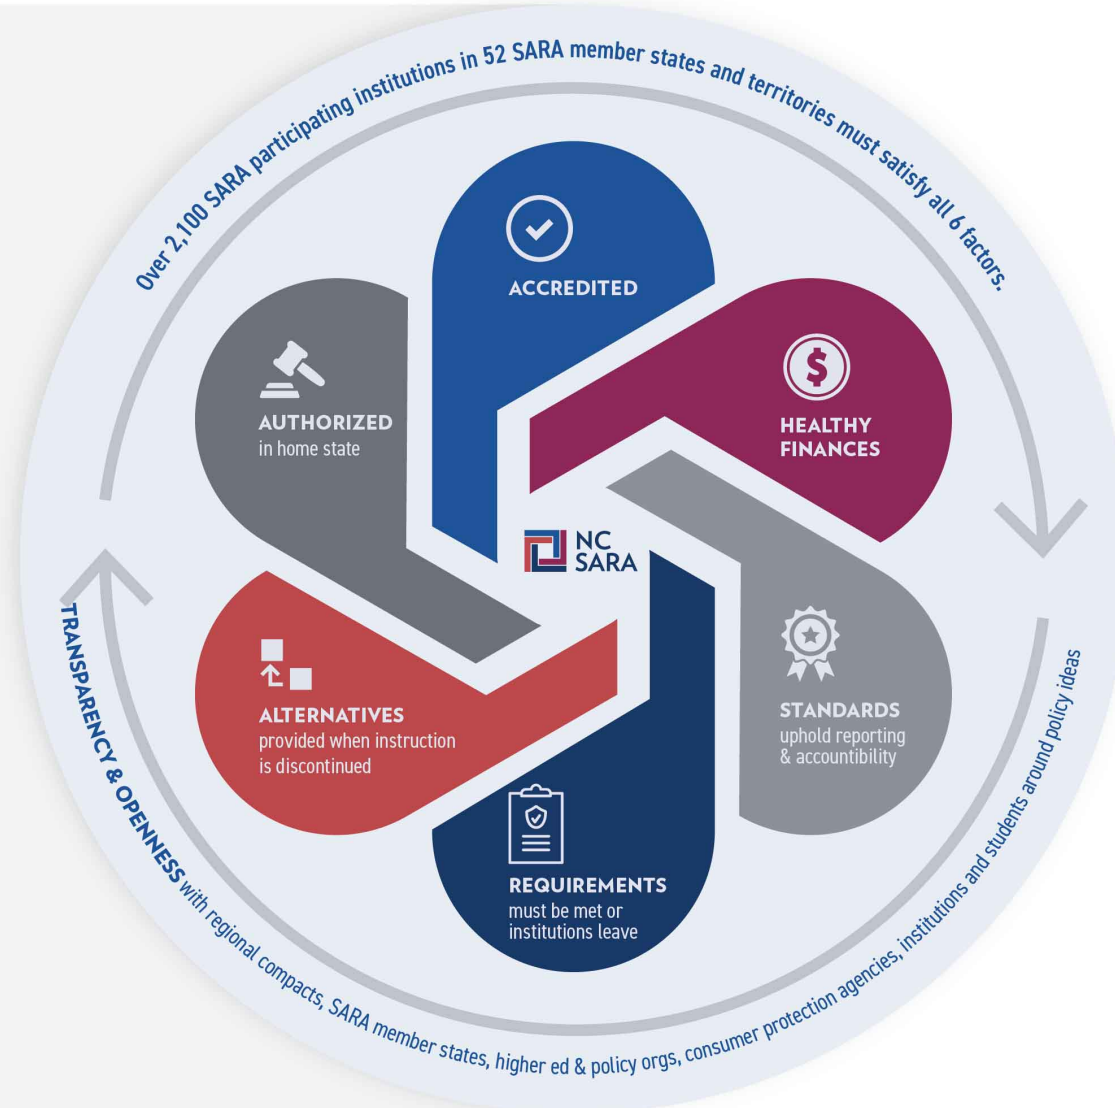 Over 2,100 SARA participating institutions in 52 SARA member states and territories must satisfy all 6 factors.
ACCREDITED
HEALTHY
FINANCES
STANDARDS
uphold reporting
& accountibility
REQUIREMENTS
must be met or
institutions leave
ALTERNATIVES
provided when instruction
is discontinued
AUTHORIZED
in home state
NC
SARA
TRANSPARENCY & OPENNESS with regional compacts, SARA member states, higher ed & policy orgs, consumer protection agencies, institutions and students around policy ideas